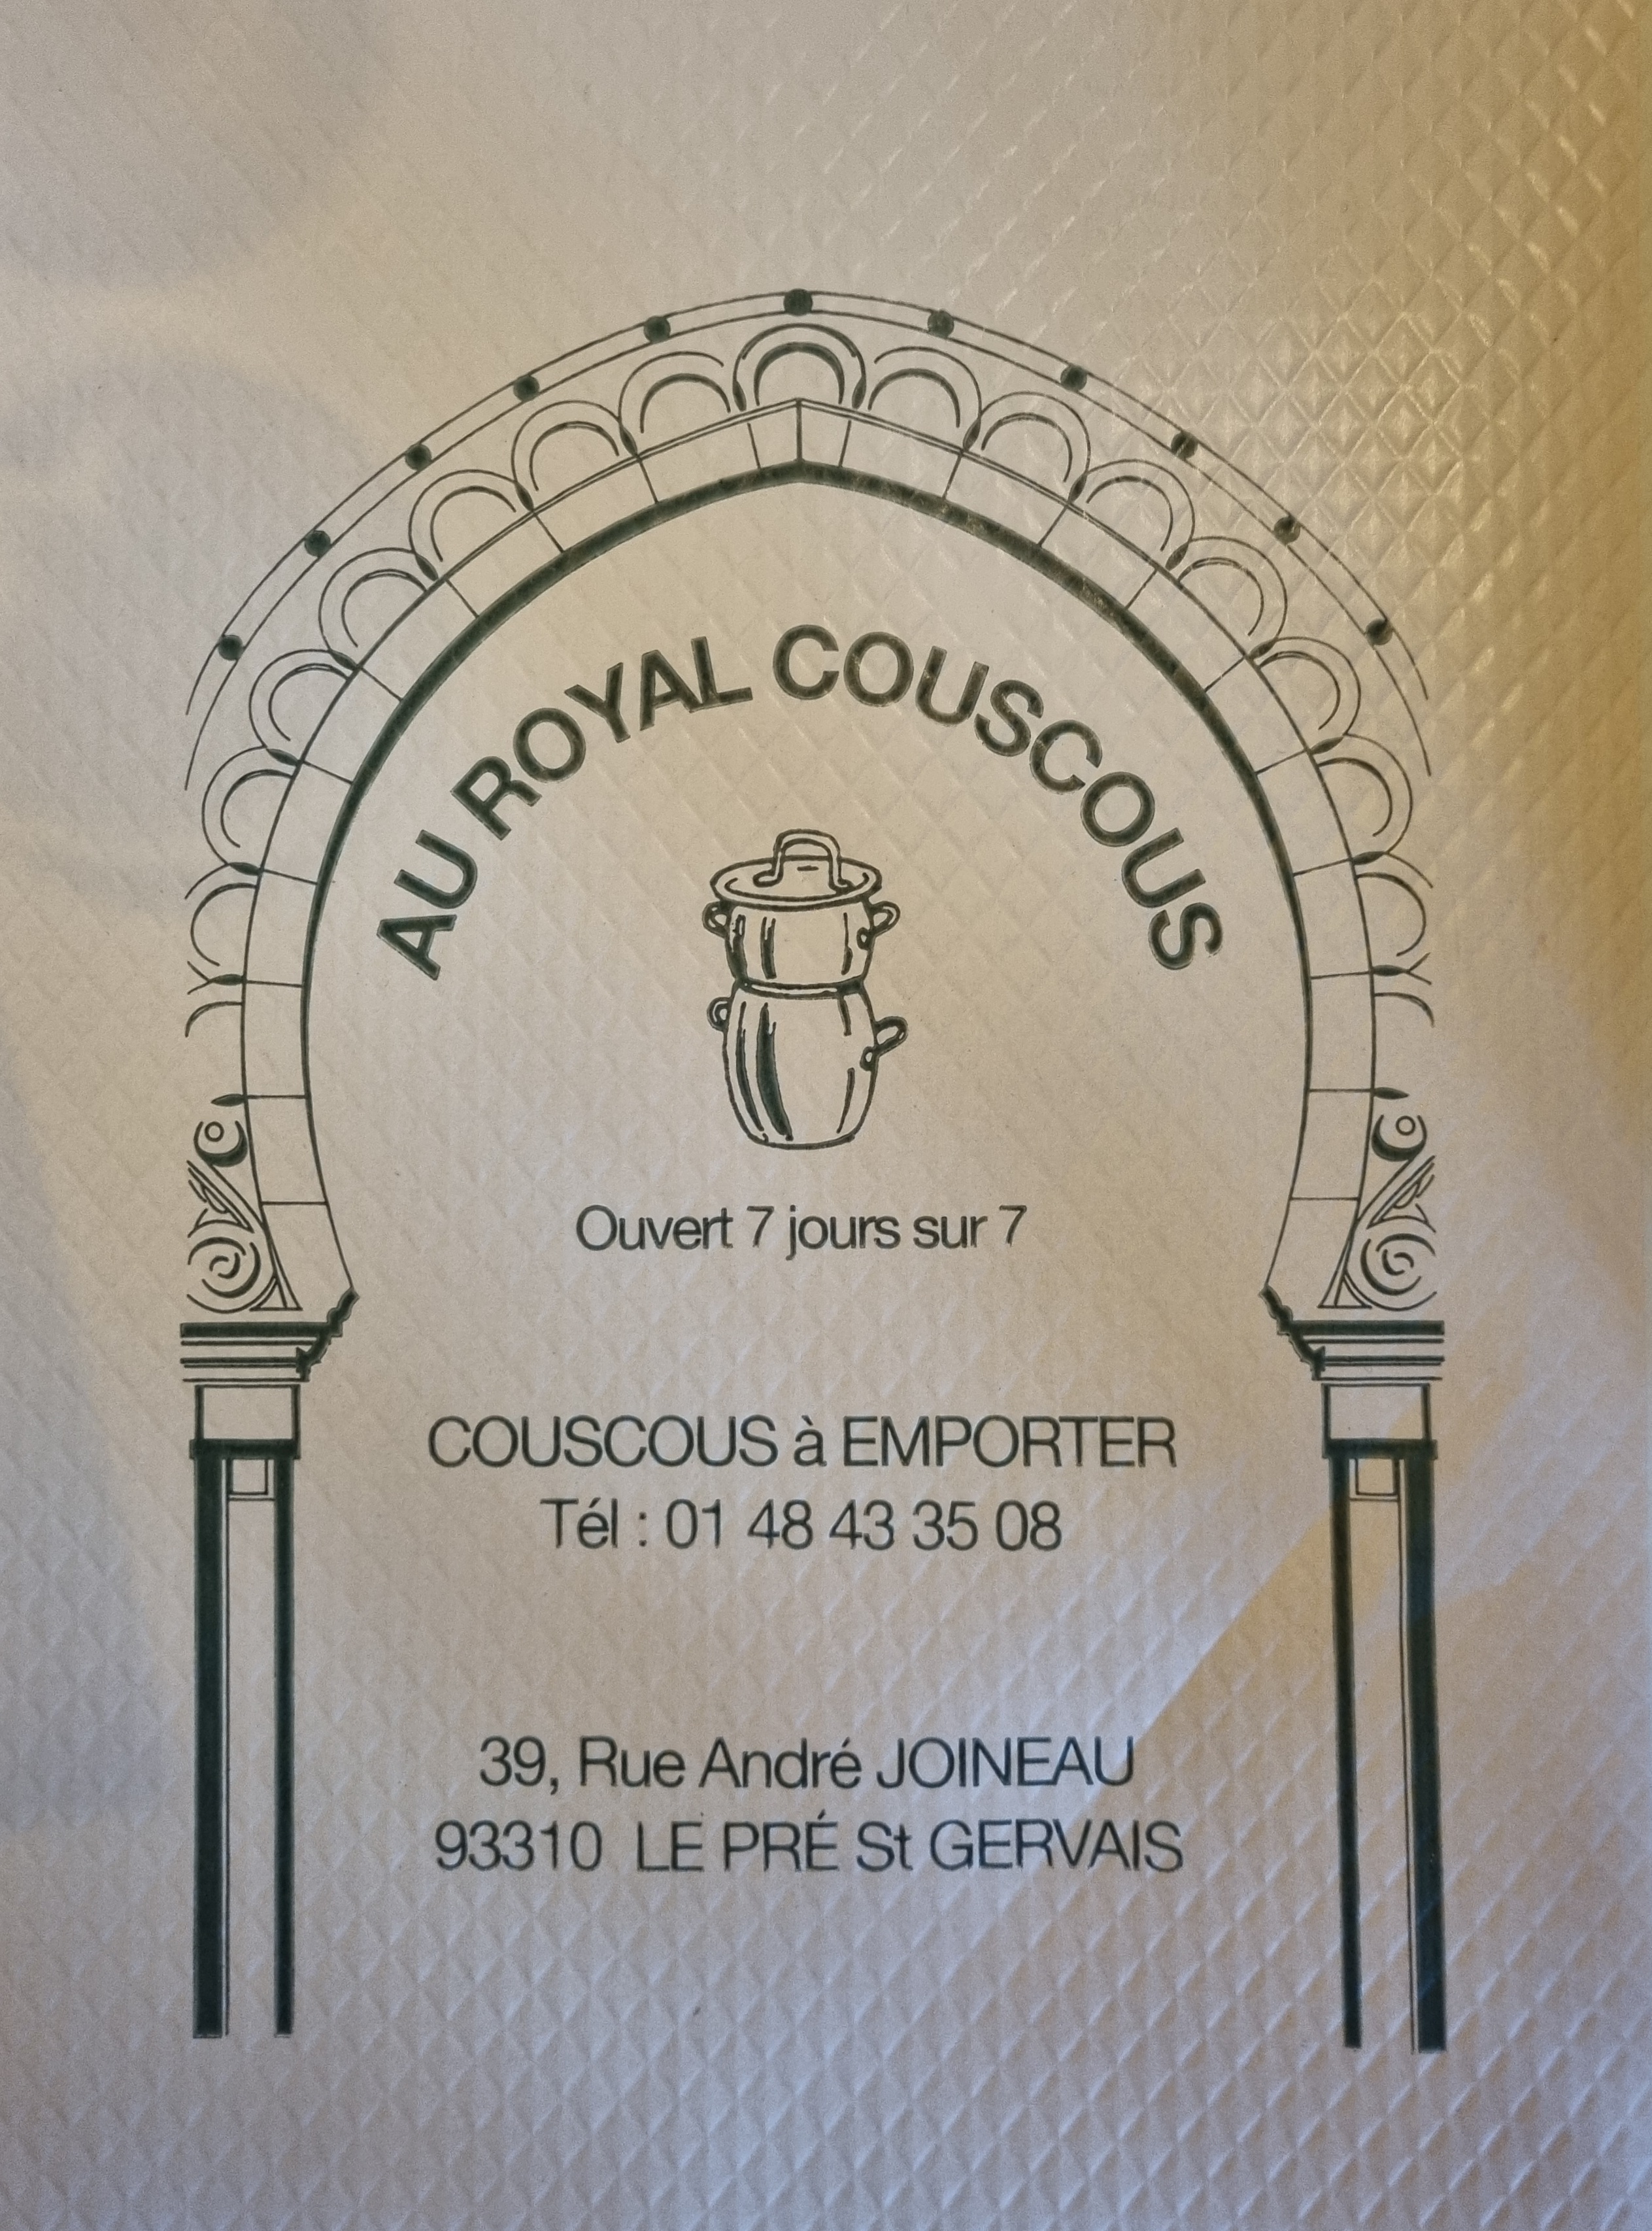 AU ROYAL COUSCOUS
Ouvert 7 jours sur 7
COUSCOUS à EMPORTER
Tél : 01 48 43 35 08
39, Rue André JOINEAU
93310 LE PRÉ St GERVAIS